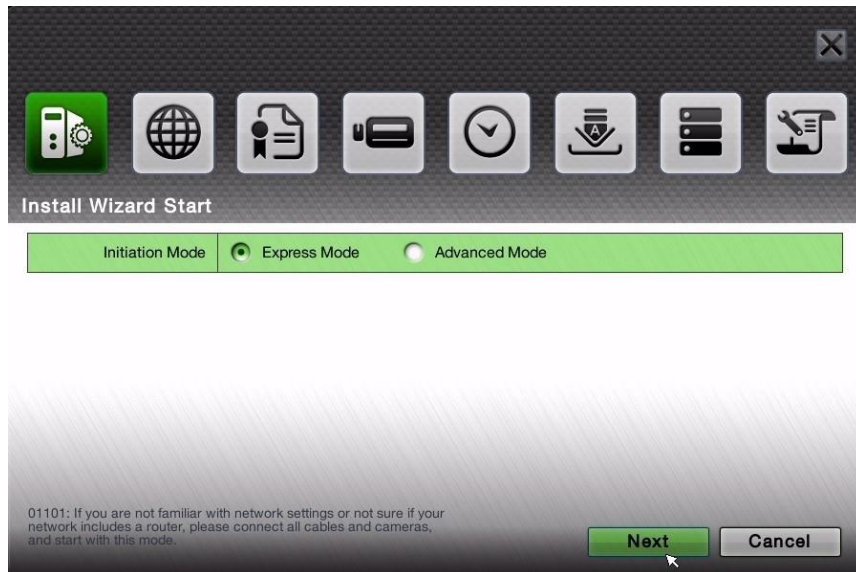 A
Install Wizard Start
Initiation Mode Express Mode Advanced Mode
01101: If you are not familiar with network settings or not sure if your
network includes a router, please connect all cables and cameras,
and start with this mode.
Next Cancel